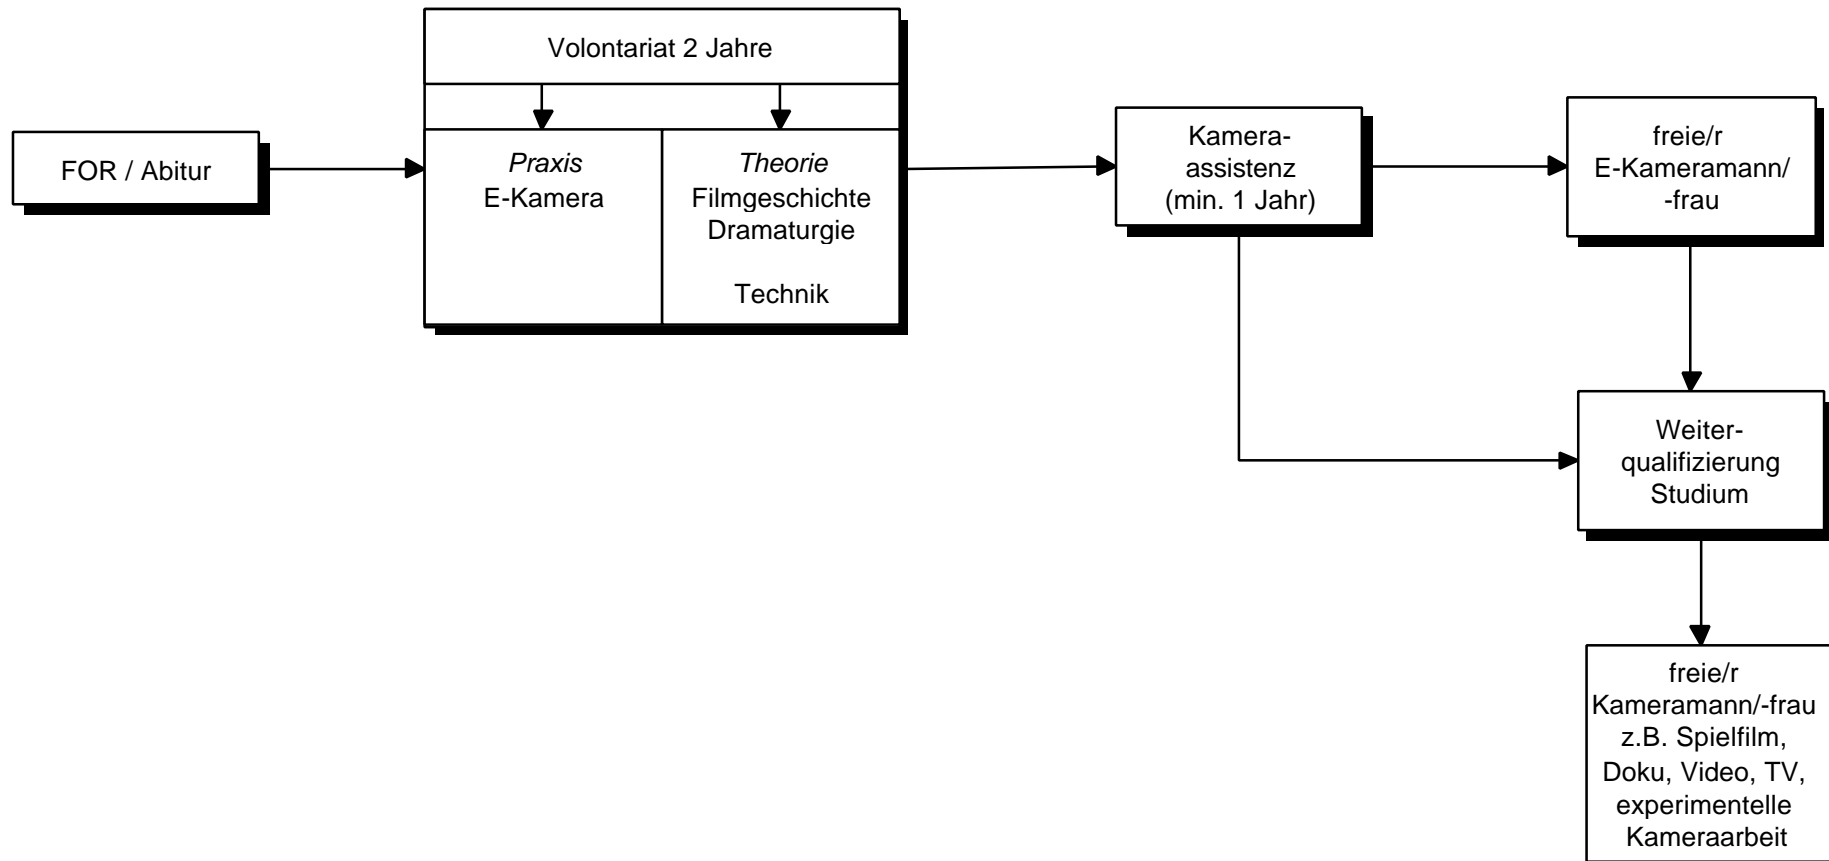 FOR / Abitur
Volontariat 2 Jahre
Praxis
E-Kamera
Theorie
Filmgeschichte
Dramaturgie
Technik
Kamera-
assistenz
(min. 1 Jahr)
freie/r
E-Kameramann/
-frau
Weiter-
qualifizierung
Studium
freie/r
Kameramann/-frau
z.B. Spielfilm,
Doku, Video, TV,
experimentelle
Kameraarbeit